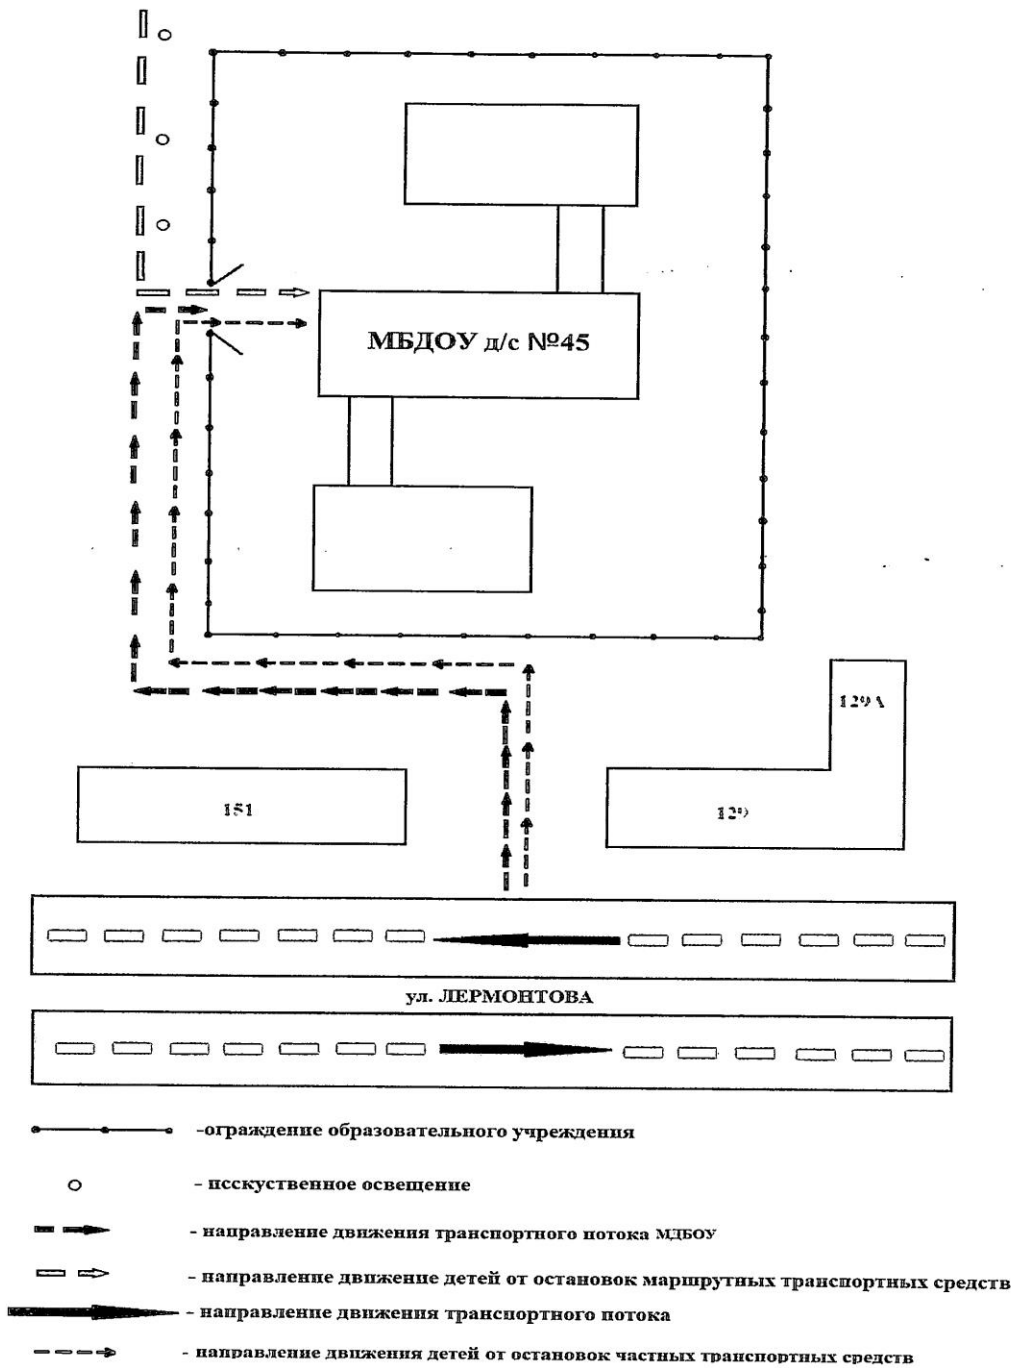 МБДОУ д/с №45
129А
151
129
ул. ЛЕРМОНТОВА
-ограждение образовательного учреждения
- исскуственное освещение
- направление движения транспортного потока МДБОУ
- направление движение детей от остановок маршрутных транспортных средств
- направление движения транспортного потока
- направление движения детей от остановок частных транспортных средств